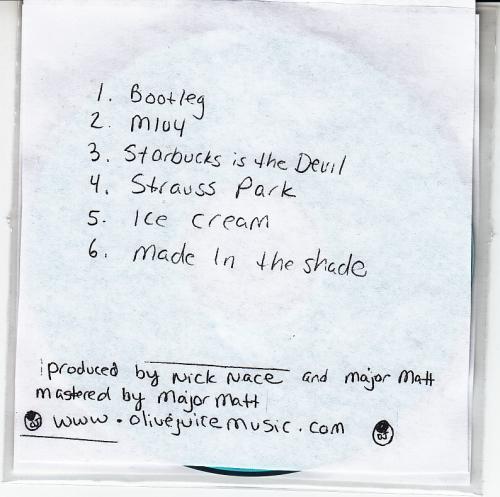 1. Bootleg
2. M104
3. Starbucks is the Devil
4. Strauss Park
5. Ice cream
6. made In the shade
produced by Nick Nace and major Matt
mastered by major Matt
www.olivejuicemusic.com